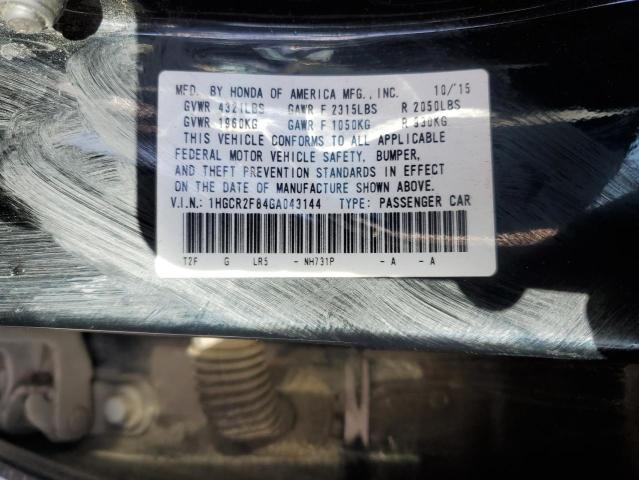 MFD. BY HONDA OF AMERICA MFG., INC. 10/'15
GVWR 4321LBS GAWR F 2315LBS R 2050LBS
GVWR 1960KG GAWR F 1050KG R 930KG
THIS VEHICLE CONFORMS TO ALL APPLICABLE
FEDERAL MOTOR VEHICLE SAFETY, BUMPER,
AND THEFT PREVENTION STANDARDS IN EFFECT
ON THE DATE OF MANUFACTURE SHOWN ABOVE.
V.I.N.: 1HGCR2F84GA043144 TYPE: PASSENGER CAR
T2F G LR5 - NH731P - A - A